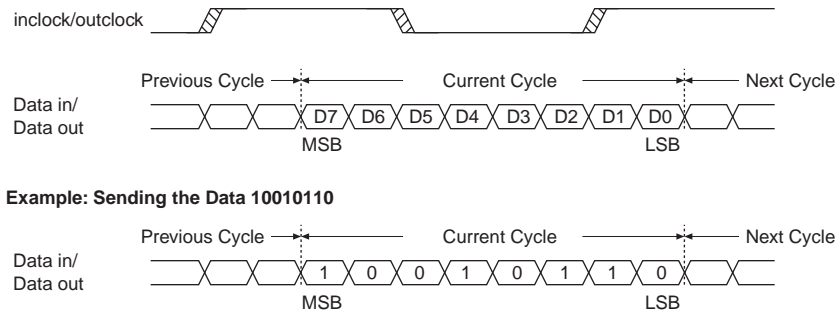 inclock/outclock
Previous Cycle Current Cycle Next Cycle
Data in/
Data out
D7 D6 D5 D4 D3 D2 D1 D0
MSB LSB
Example: Sending the Data 10010110
Previous Cycle Current Cycle Next Cycle
Data in/
Data out
1 0 0 1 0 1 1 0
MSB LSB